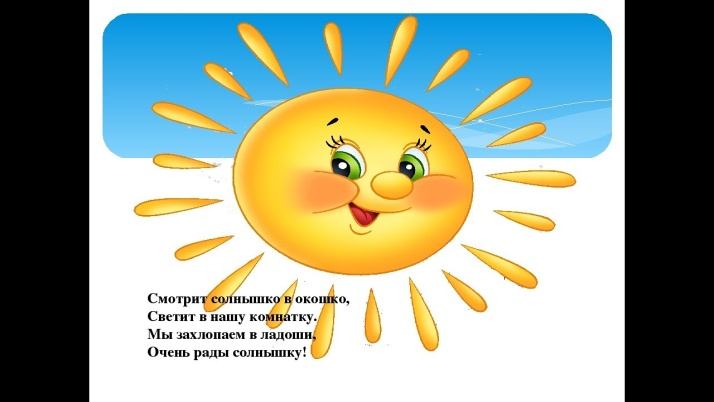 Смотрит солнышко в окошко,
Светит в нашу комнатку.
Мы захлопаем в ладоши,
Очень рады солнышку!